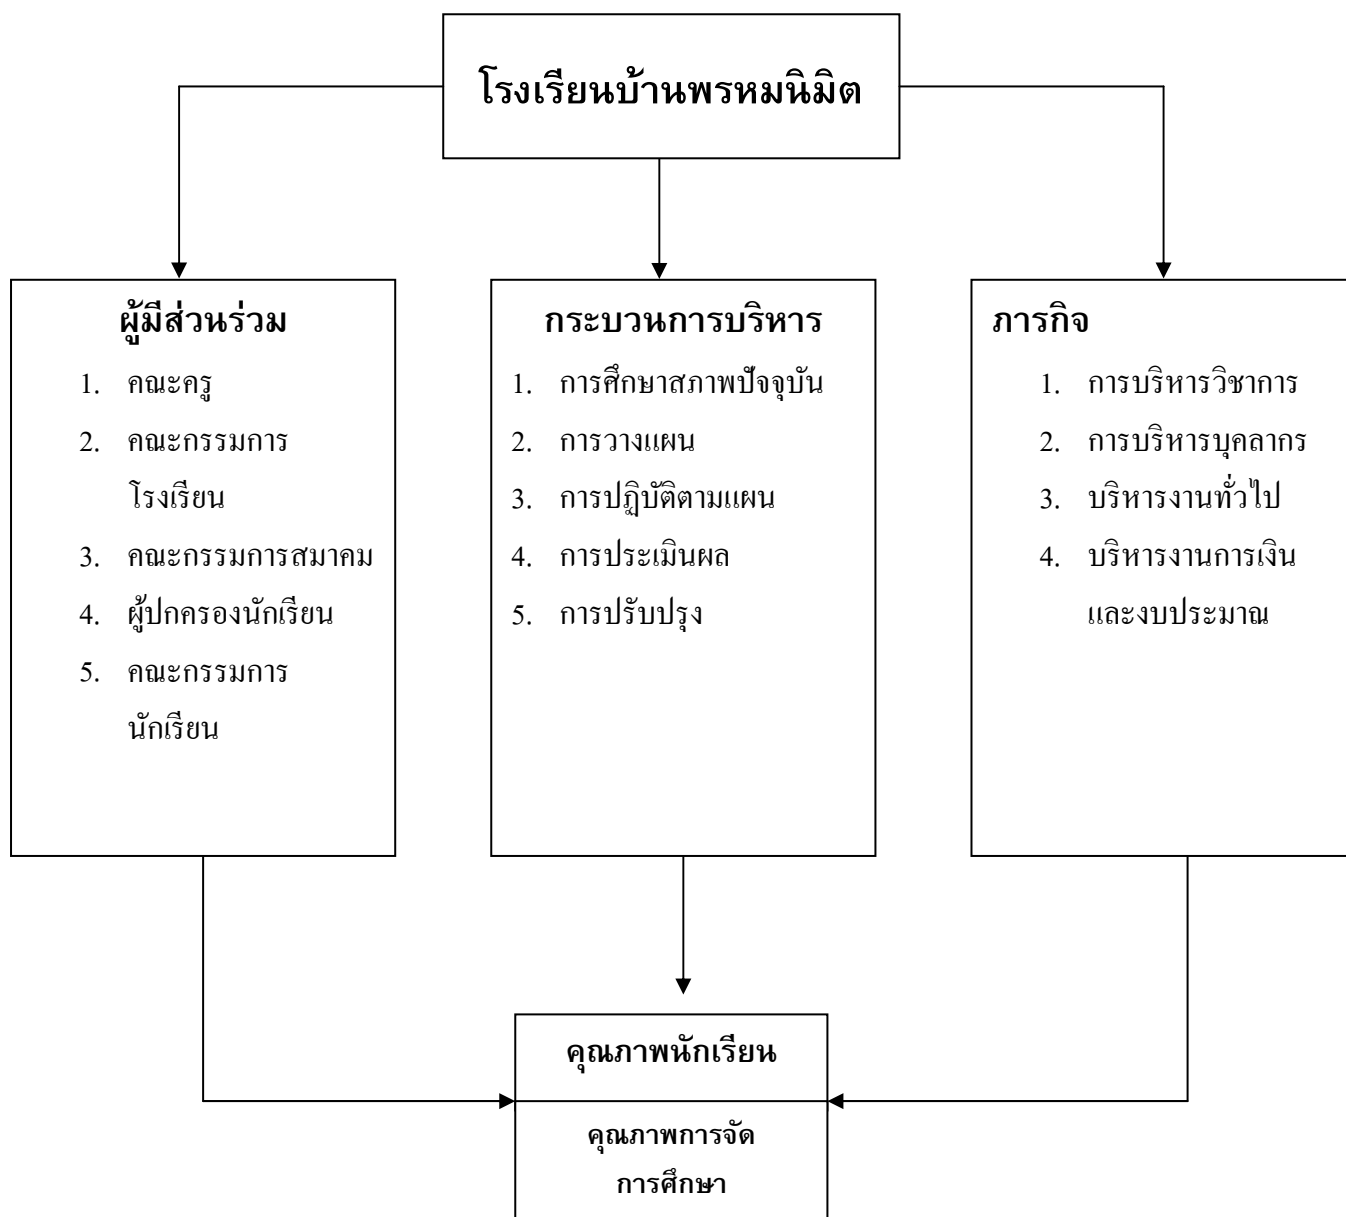 โรงเรียนบ้านพรหมนิมิต
ผู้มีส่วนร่วม
1. คณะครู
2. คณะกรรมการ
โรงเรียน
3. คณะกรรมการสมาคม
4. ผู้ปกครองนักเรียน
5. คณะกรรมการ
นักเรียน
กระบวนการบริหาร
1. การศึกษาสภาพปัจจุบัน
2. การวางแผน
3. การปฏิบัติตามแผน
4. การประเมินผล
5. การปรับปรุง
ภารกิจ
1. การบริหารวิชาการ
2. การบริหารบุคลากร
3. บริหารงานทั่วไป
4. บริหารงานการเงิน
และงบประมาณ
คุณภาพนักเรียน
คุณภาพการจัด
การศึกษา